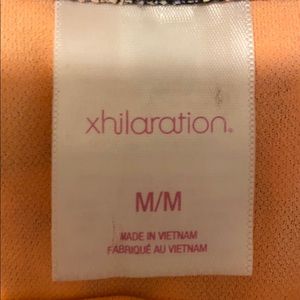 xhilaration.
M/M
MADE IN VIETNAM
FABRIQUÉ AU VIETNAM